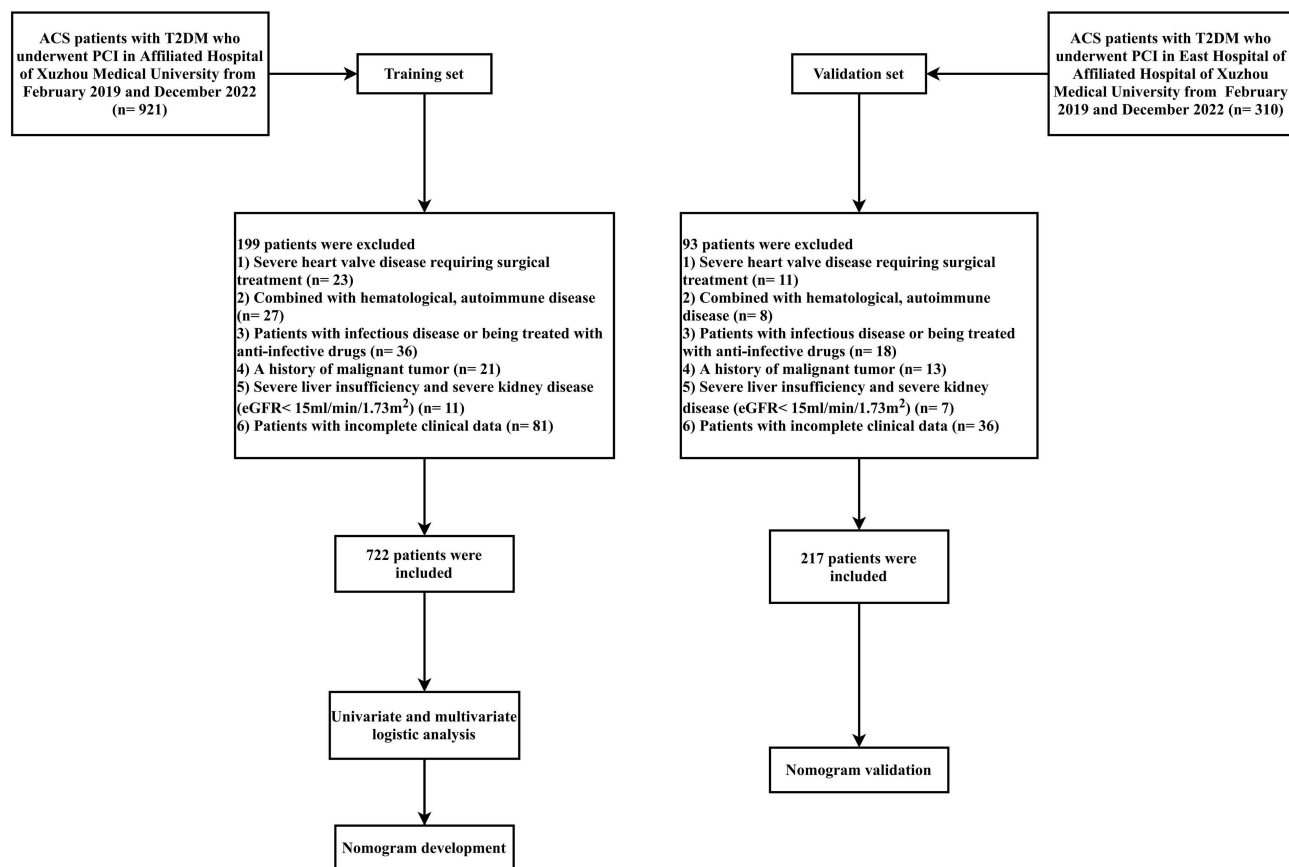 ACS patients with T2DM who
underwent PCI in Affiliated Hospital
of Xuzhou Medical University from
February 2019 and December 2022
(n= 921)
Training set
Validation set
ACS patients with T2DM who
underwent PCI in East Hospital of
Affiliated Hospital of Xuzhou
Medical University from February
2019 and December 2022 (n= 310)
199 patients were excluded
1) Severe heart valve disease requiring surgical
treatment (n= 23)
2) Combined with hematological, autoimmune disease
(n= 27)
3) Patients with infectious disease or being treated with
anti-infective drugs (n= 36)
4) A history of malignant tumor (n= 21)
5) Severe liver insufficiency and severe kidney disease
(eGFR< 15ml/min/1.73m²) (n= 11)
6) Patients with incomplete clinical data (n= 81)
93 patients were excluded
1) Severe heart valve disease requiring surgical
treatment (n= 11)
2) Combined with hematological, autoimmune
disease (n= 8)
3) Patients with infectious disease or being treated
with anti-infective drugs (n= 18)
4) A history of malignant tumor (n= 13)
5) Severe liver insufficiency and severe kidney
disease (eGFR< 15ml/min/1.73m²) (n= 7)
6) Patients with incomplete clinical data (n= 36)
722 patients were
included
217 patients were
included
Univariate and multivariate
logistic analysis
Nomogram validation
Nomogram development